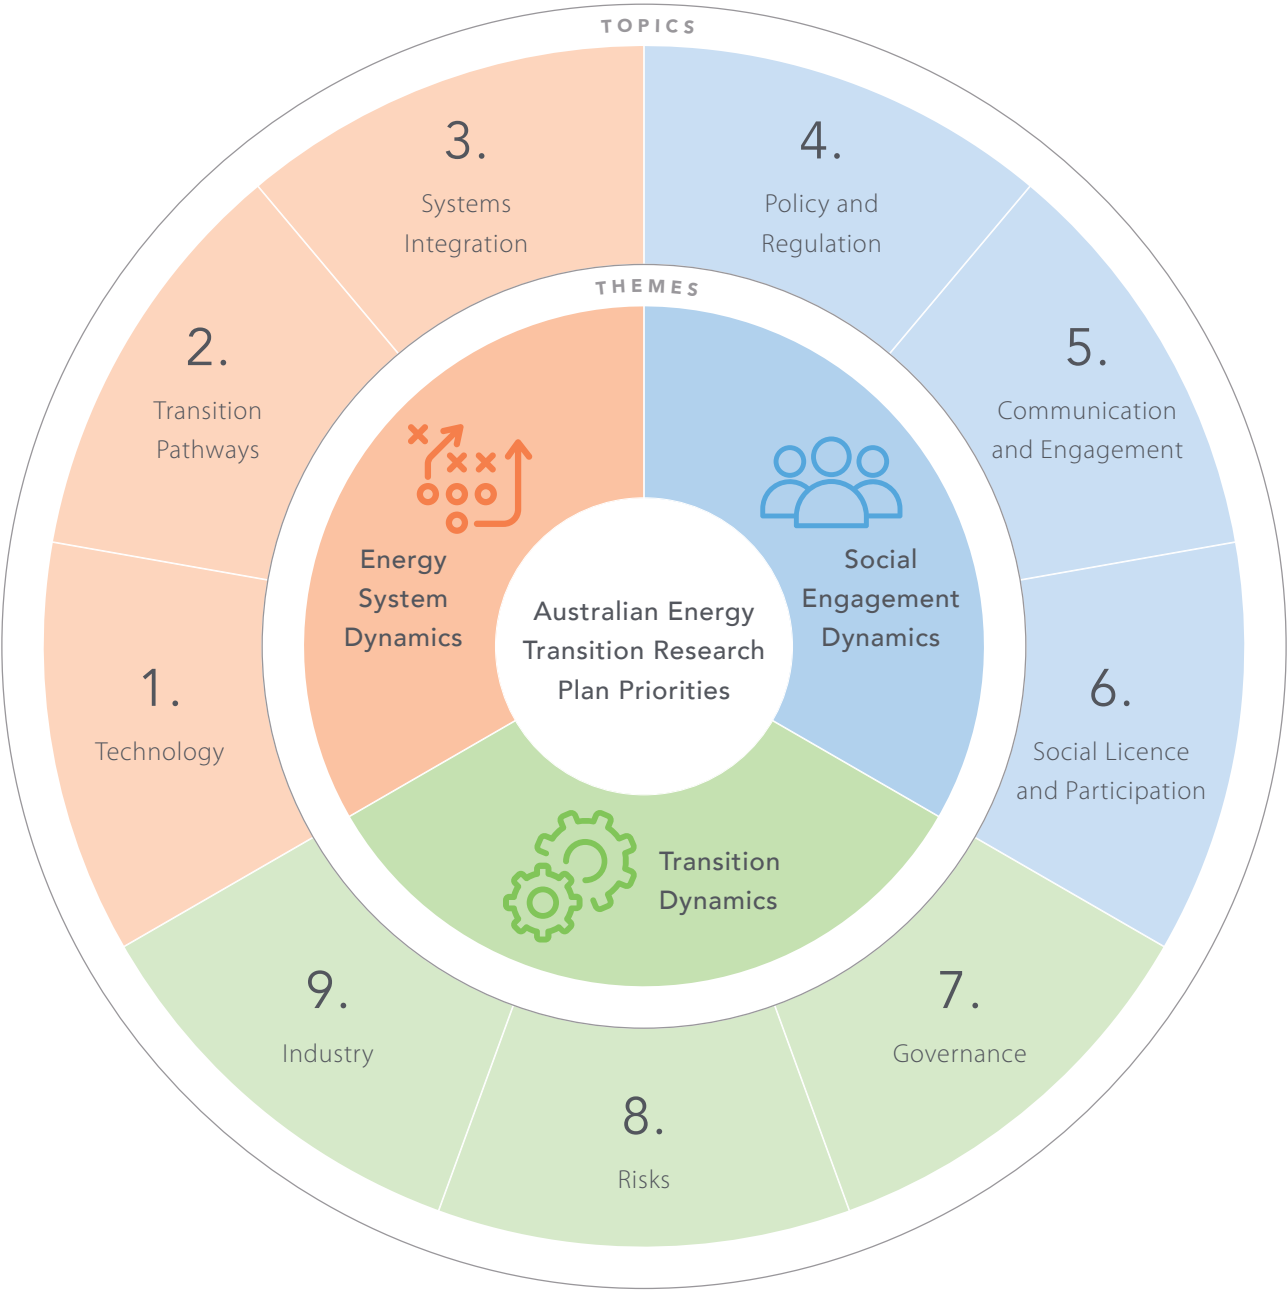 TOPICS
3.
Systems
Integration
4.
Policy and
Regulation
2.
Transition
Pathways
5.
Communication
and Engagement
1.
Technology
6.
Social Licence
and Participation
9.
Industry
7.
Governance
8.
Risks
THEMES
Energy
System
Dynamics
Social
Engagement
Dynamics
Australian Energy
Transition Research
Plan Priorities
Transition
Dynamics